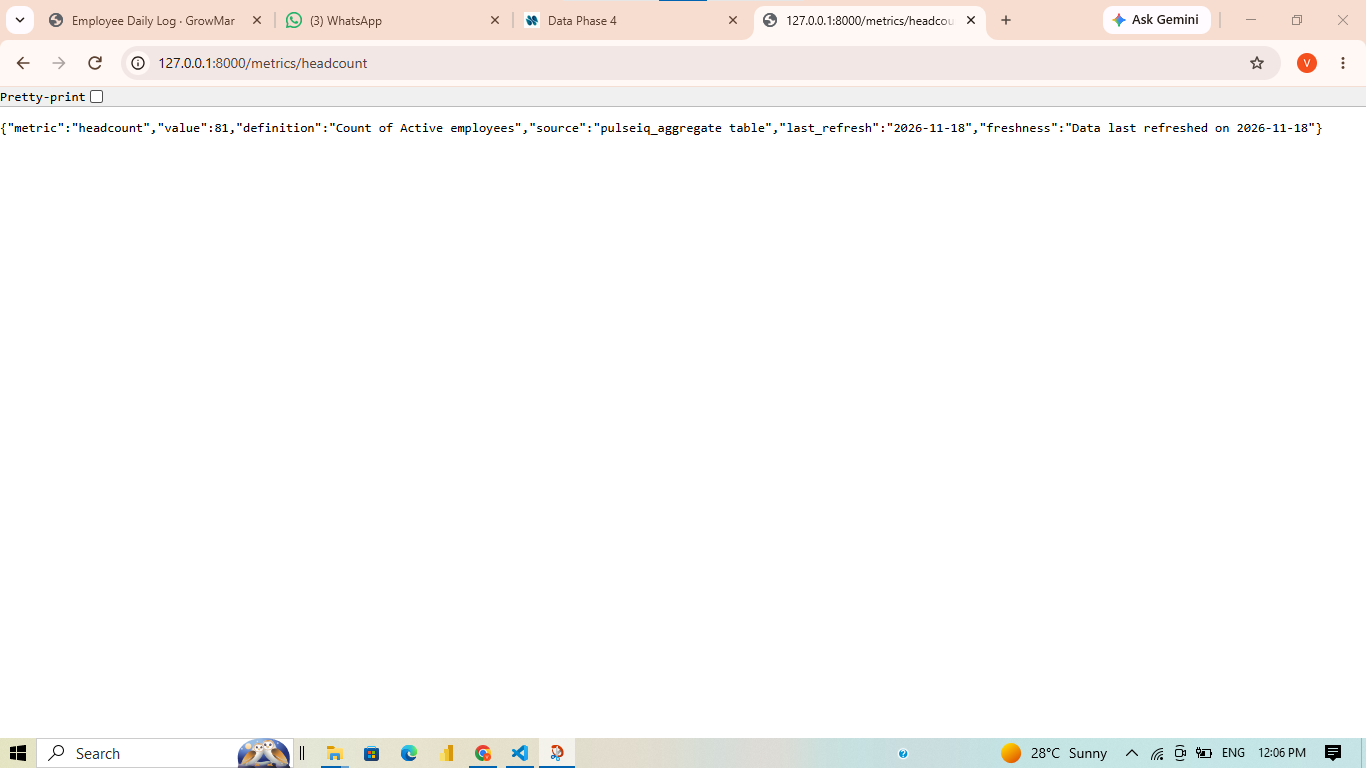 Employee Daily Log · GrowMar
(3) WhatsApp
Data Phase 4
127.0.0.1:8000/metrics/headcou
Ask Gemini
127.0.0.1:8000/metrics/headcount
V
Pretty-print
{"metric":"headcount","value":81,"definition":"Count of Active employees","source":"pulseiq_aggregate table","last_refresh":"2026-11-18","freshness":"Data last refreshed on 2026-11-18"}
Search
28°C Sunny
ENG
12:06 PM